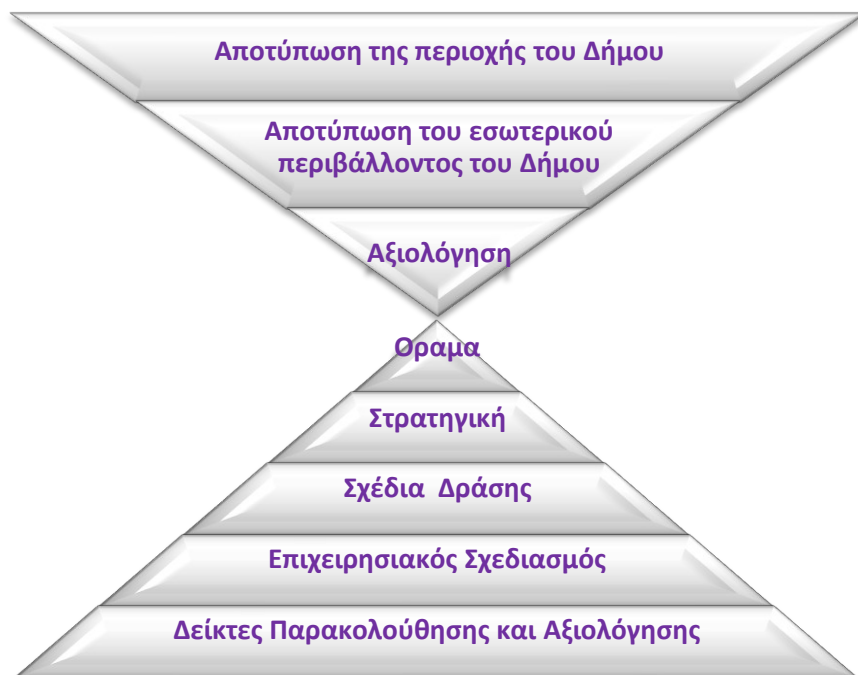 Αποτύπωση της περιοχής του Δήμου
Αποτύπωση του εσωτερικού
περιβάλλοντος του Δήμου
Αξιολόγηση
Οραμα
Στρατηγική
Σχέδια Δράσης
Επιχειρησιακός Σχεδιασμός
Δείκτες Παρακολούθησης και Αξιολόγησης